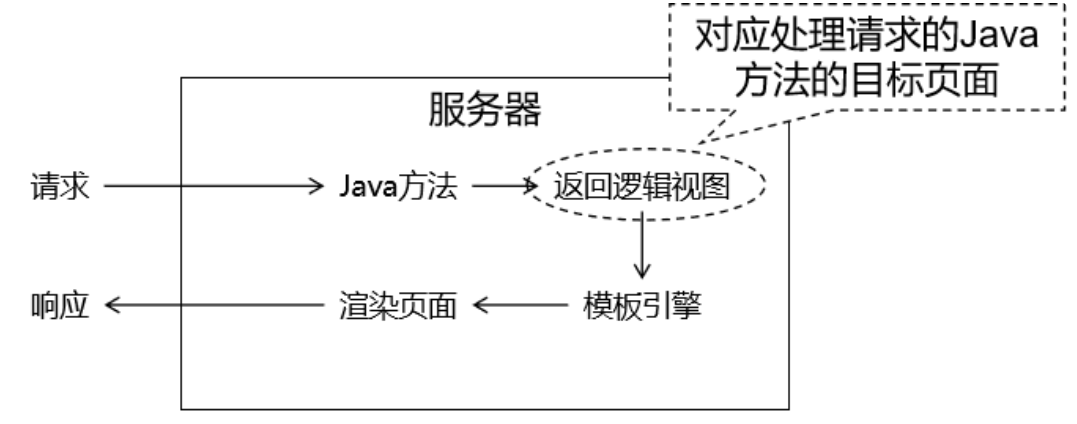 对应处理请求的Java
方法的目标页面
服务器
请求
Java方法
返回逻辑视图
响应
渲染页面
模板引擎